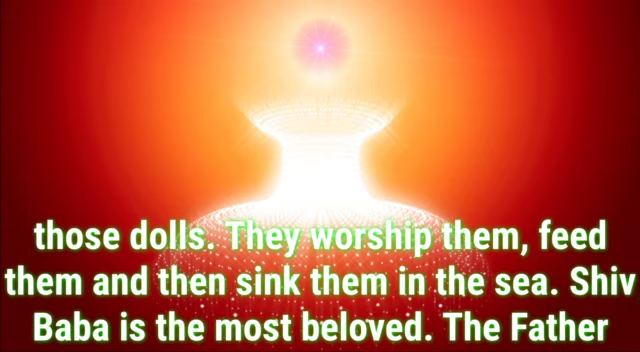 those dolls. They worship them, feed
them and then sink them in the sea. Shiv
Baba is the most beloved. The Father